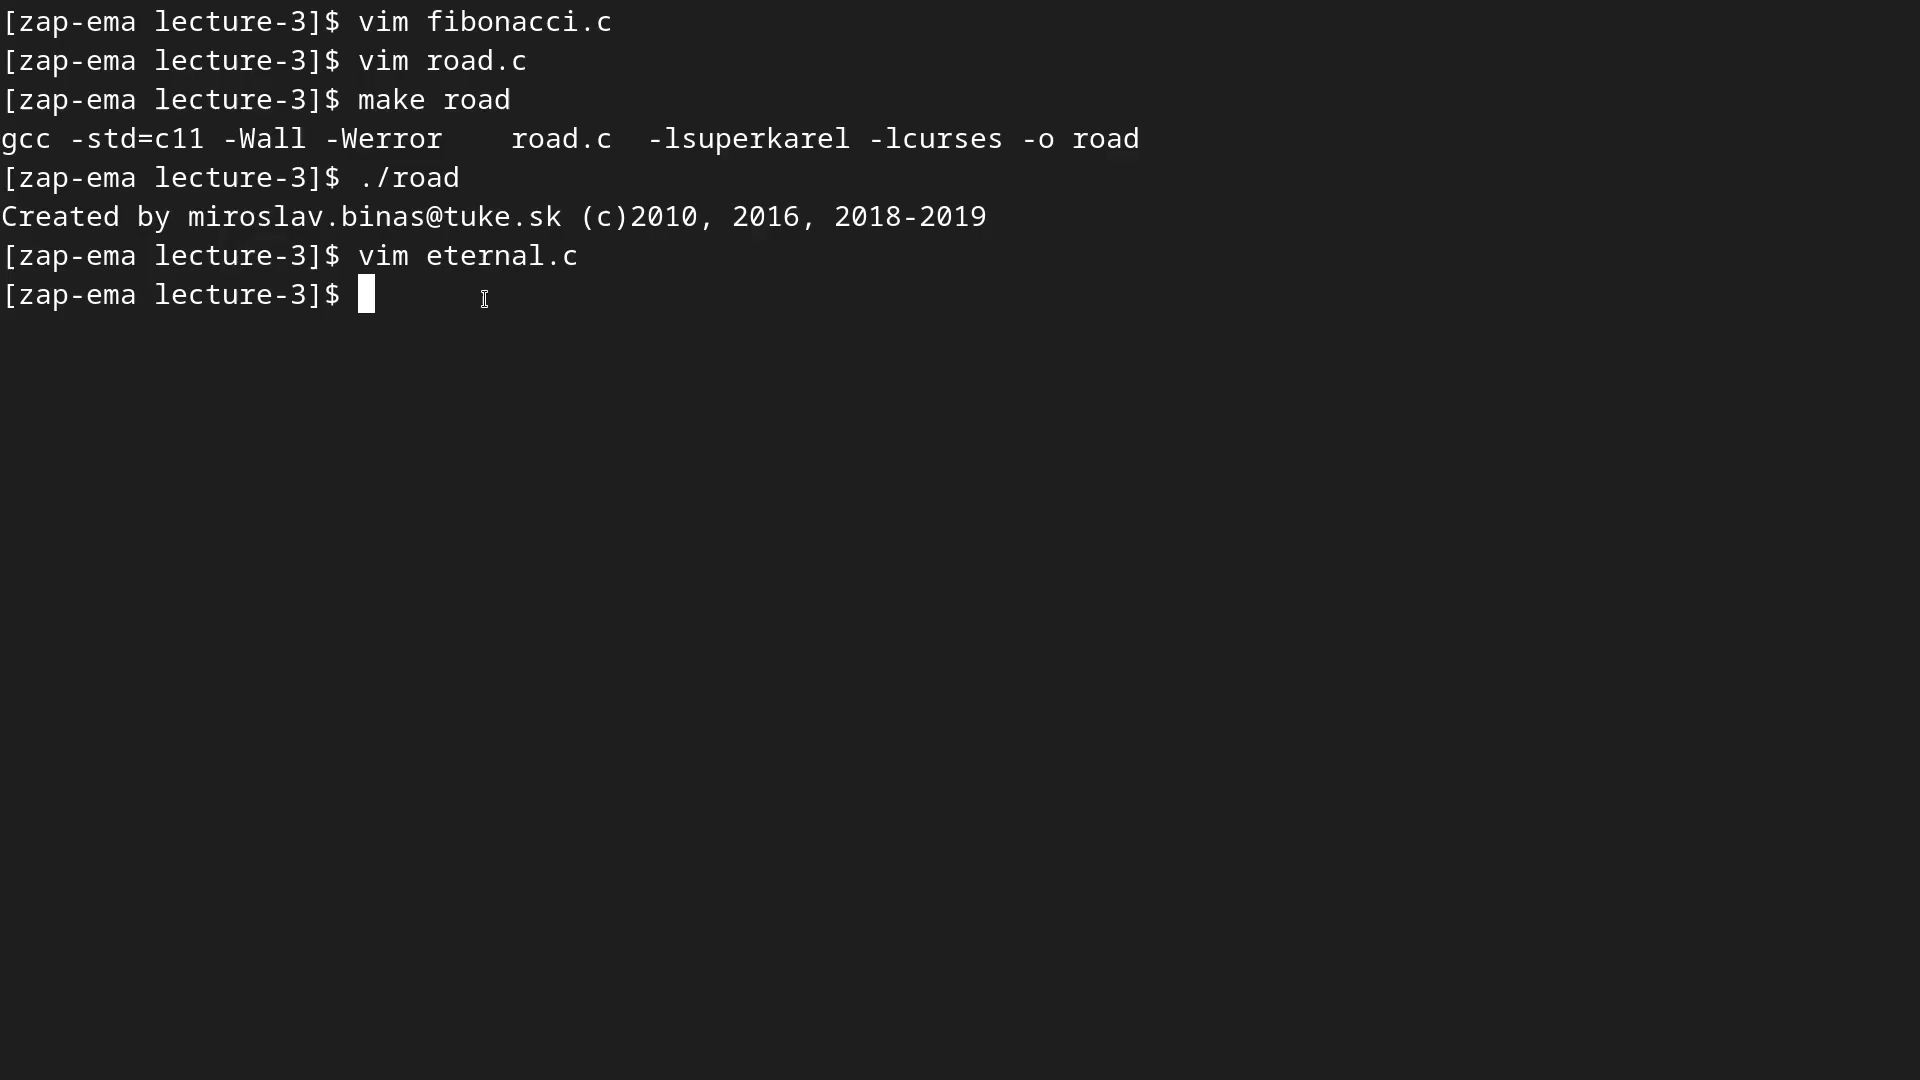 [zap-ema lecture-3]$ vim fibonacci.c
[zap-ema lecture-3]$ vim road.c
[zap-ema lecture-3]$ make road
gcc -std=c11 -Wall -Werror    road.c  -lsuperkarel -lcurses -o road
[zap-ema lecture-3]$ ./road
Created by miroslav.binas@tuke.sk (c)2010, 2016, 2018-2019
[zap-ema lecture-3]$ vim eternal.c
[zap-ema lecture-3]$